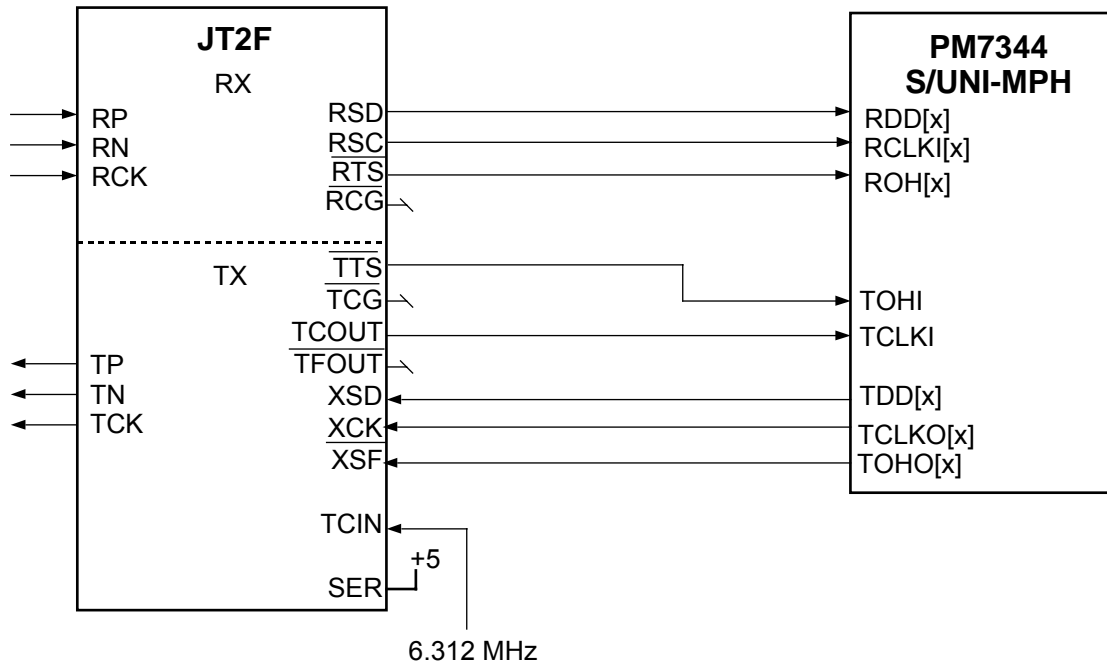 JT2F
RX
RP
RN
RCK
RSD
RSC
RTS
RCG
TX
TTS
TCG
TCOUT
TFOUT
TP
TN
TCK
XSD
XCK
XSF
TCIN
+5
SER
6.312 MHz
PM7344
S/UNI-MPH
RDD[x]
RCLKI[x]
ROH[x]
TOHI
TCLKI
TDD[x]
TCLKO[x]
TOHO[x]